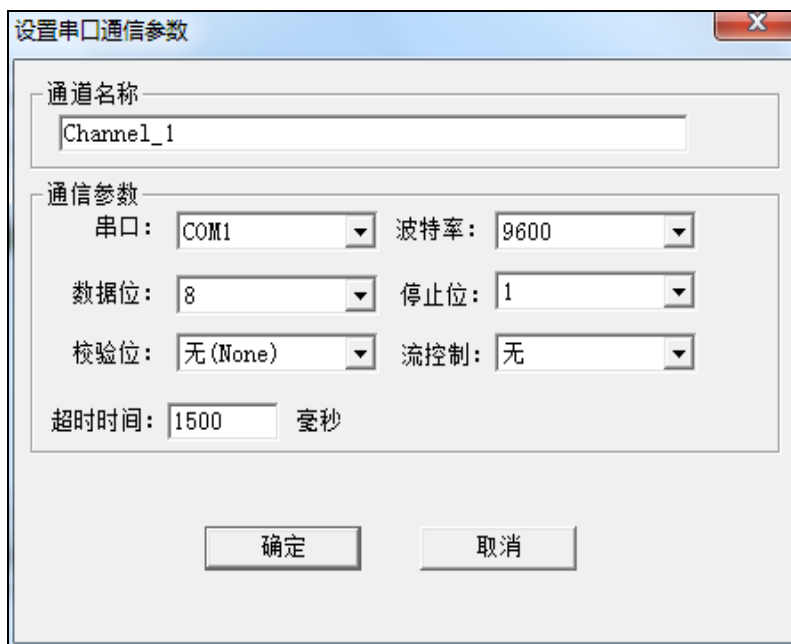 设置串口通信参数
通道名称
Channel_1
通信参数
串口： COM1 波特率： 9600
数据位： 8 停止位： 1
校验位： 无(None) 流控制： 无
超时时间： 1500 毫秒
确定 取消